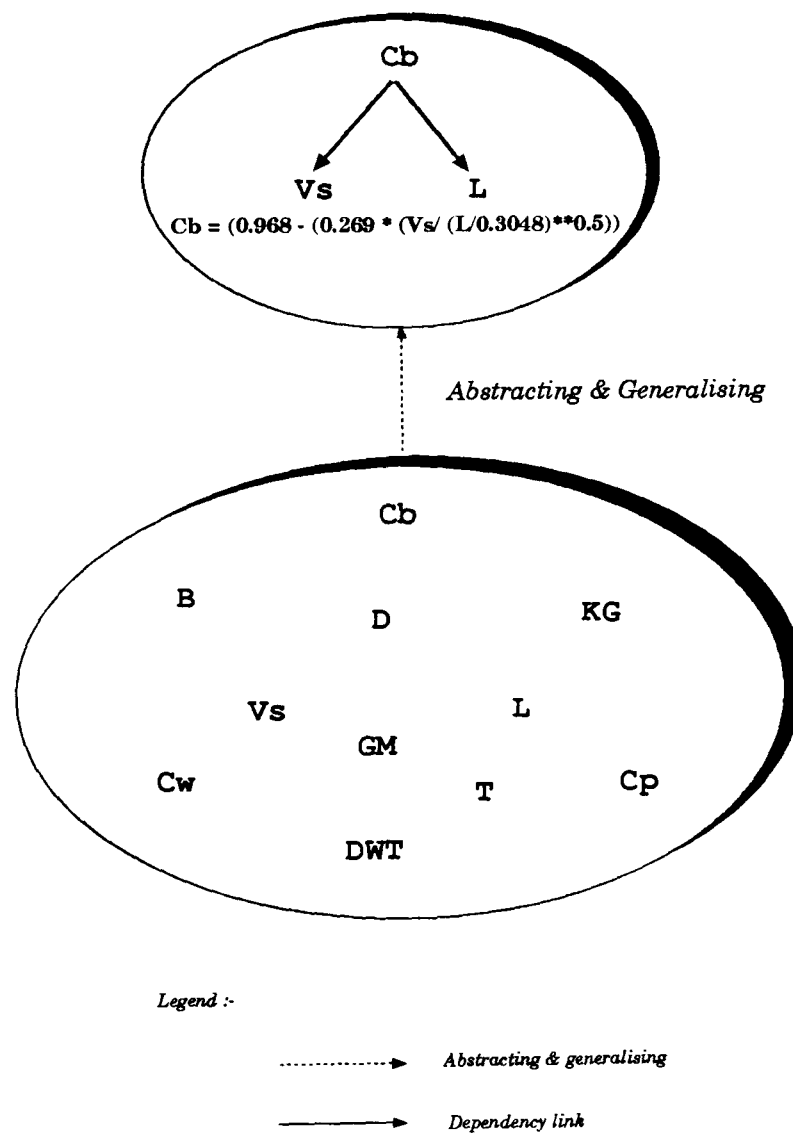 Cb
Vs L
Cb = (0.968 - (0.269 * (Vs/ (L/0.3048)**0.5))
Abstracting & Generalising
Cb
B D KG
Vs L
GM
Cw T Cp
DWT
Legend :-
Abstracting & generalising
Dependency link